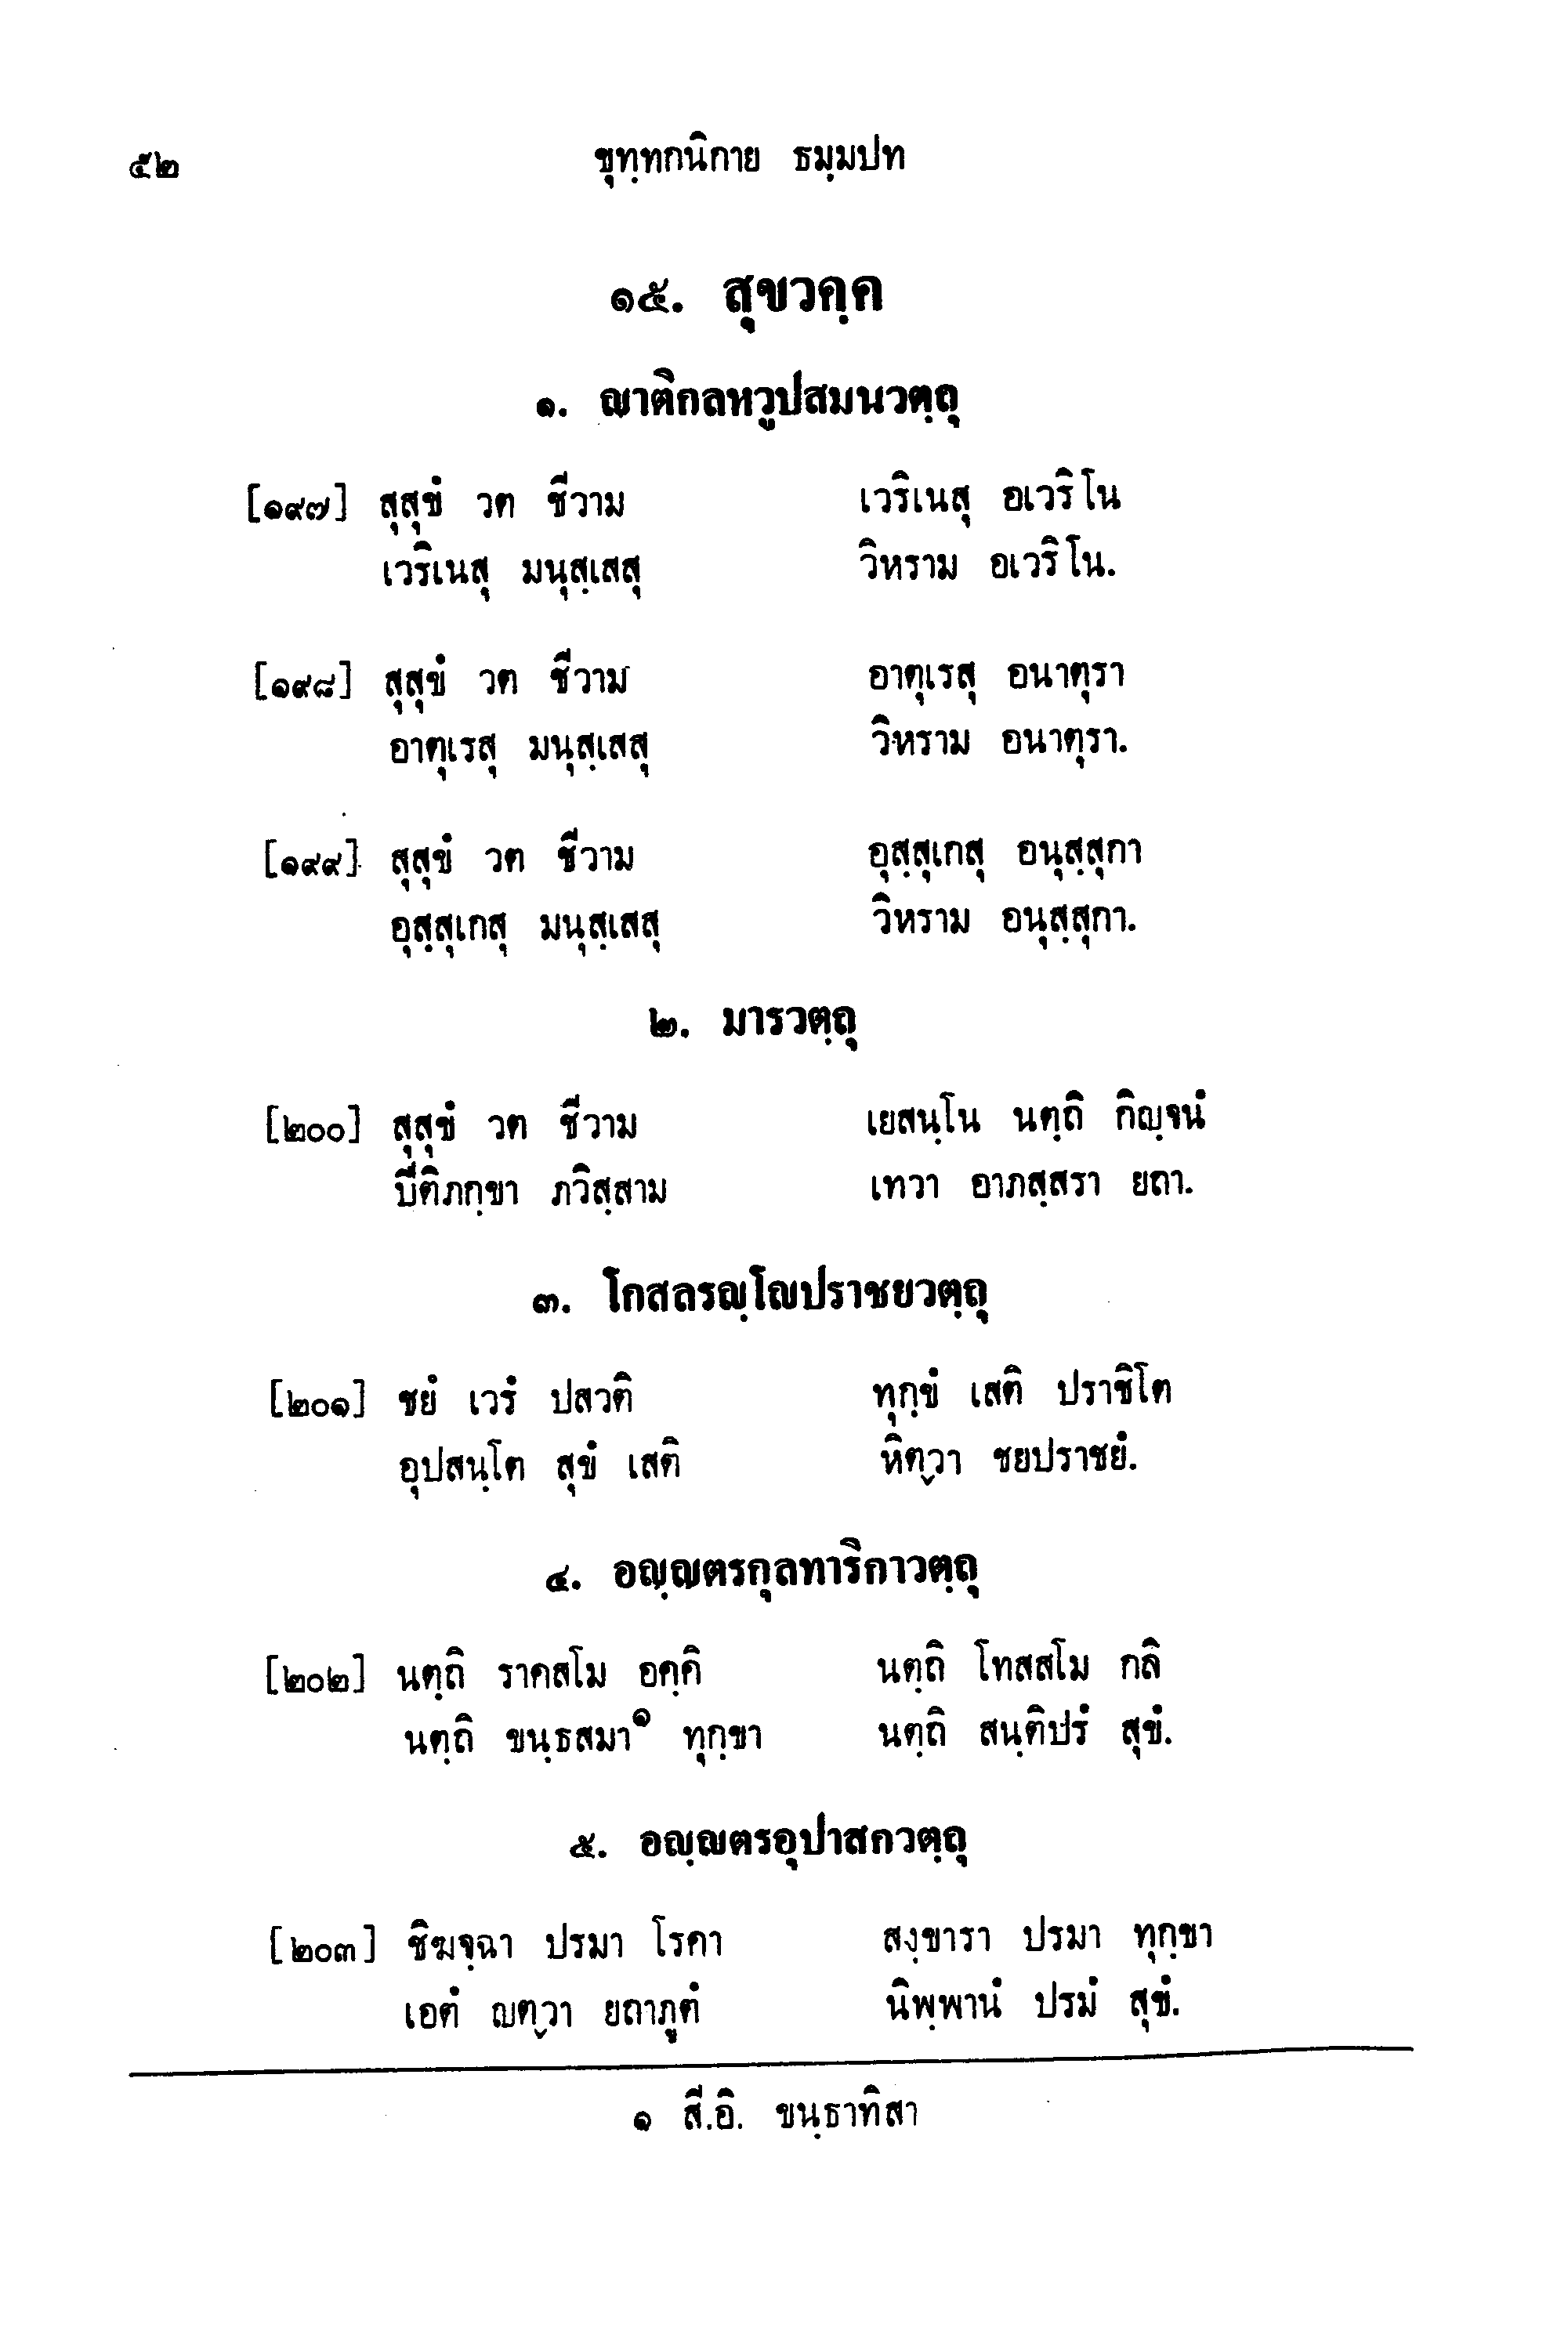 ๕๒ ขุทฺทกนิกาย ธมฺมปท
๑๕. สุขวคฺค
๑. ญาติกลหวูปสมนวตฺถุ
[๑๙๗] สุสุขํ วต ชีวาม เวริเนสุ อเวริโน
เวริเนสุ มนุสฺเสสุ วิหราม อเวริโน.
[๑๙๘] สุสุขํ วต ชีวาม อาตุเรสุ อนาตุรา
อาตุเรสุ มนุสฺเสสุ วิหราม อนาตุรา.
[๑๙๙] สุสุขํ วต ชีวาม อุสฺสุเกสุ อนุสฺสุกา
อุสฺสุเกสุ มนุสฺเสสุ วิหราม อนุสฺสุกา.
๒. มารวตฺถุ
[๒๐๐] สุสุขํ วต ชีวาม เยสนฺโน นตฺถิ กิญฺจนํ
ปีติภกฺขา ภวิสฺสาม เทวา อาภสฺสรา ยถา.
๓. โกสลรญฺโญปราชยวตฺถุ
[๒๐๑] ชยํ เวรํ ปสวติ ทุกฺขํ เสติ ปราชิโต
อุปสนฺโต สุขํ เสติ หิตฺวา ชยปราชยํ.
๔. อญฺญตรกุลทาริกาวตฺถุ
[๒๐๒] นตฺถิ ราคสโม อคฺคิ นตฺถิ โทสสโม กลิ
นตฺถิ ขนฺธสมา๑ ทุกฺขา นตฺถิ สนฺติปรํ สุขํ.
๕. อญฺญตรอุปาสกวตฺถุ
[๒๐๓] ชิฆจฺฉา ปรมา โรคา สงฺขารา ปรมา ทุกฺขา
เอตํ ญตฺวา ยถาภูตํ นิพฺพานํ ปรมํ สุขํ.
๑ สี.อิ. ขนฺธาทิสา